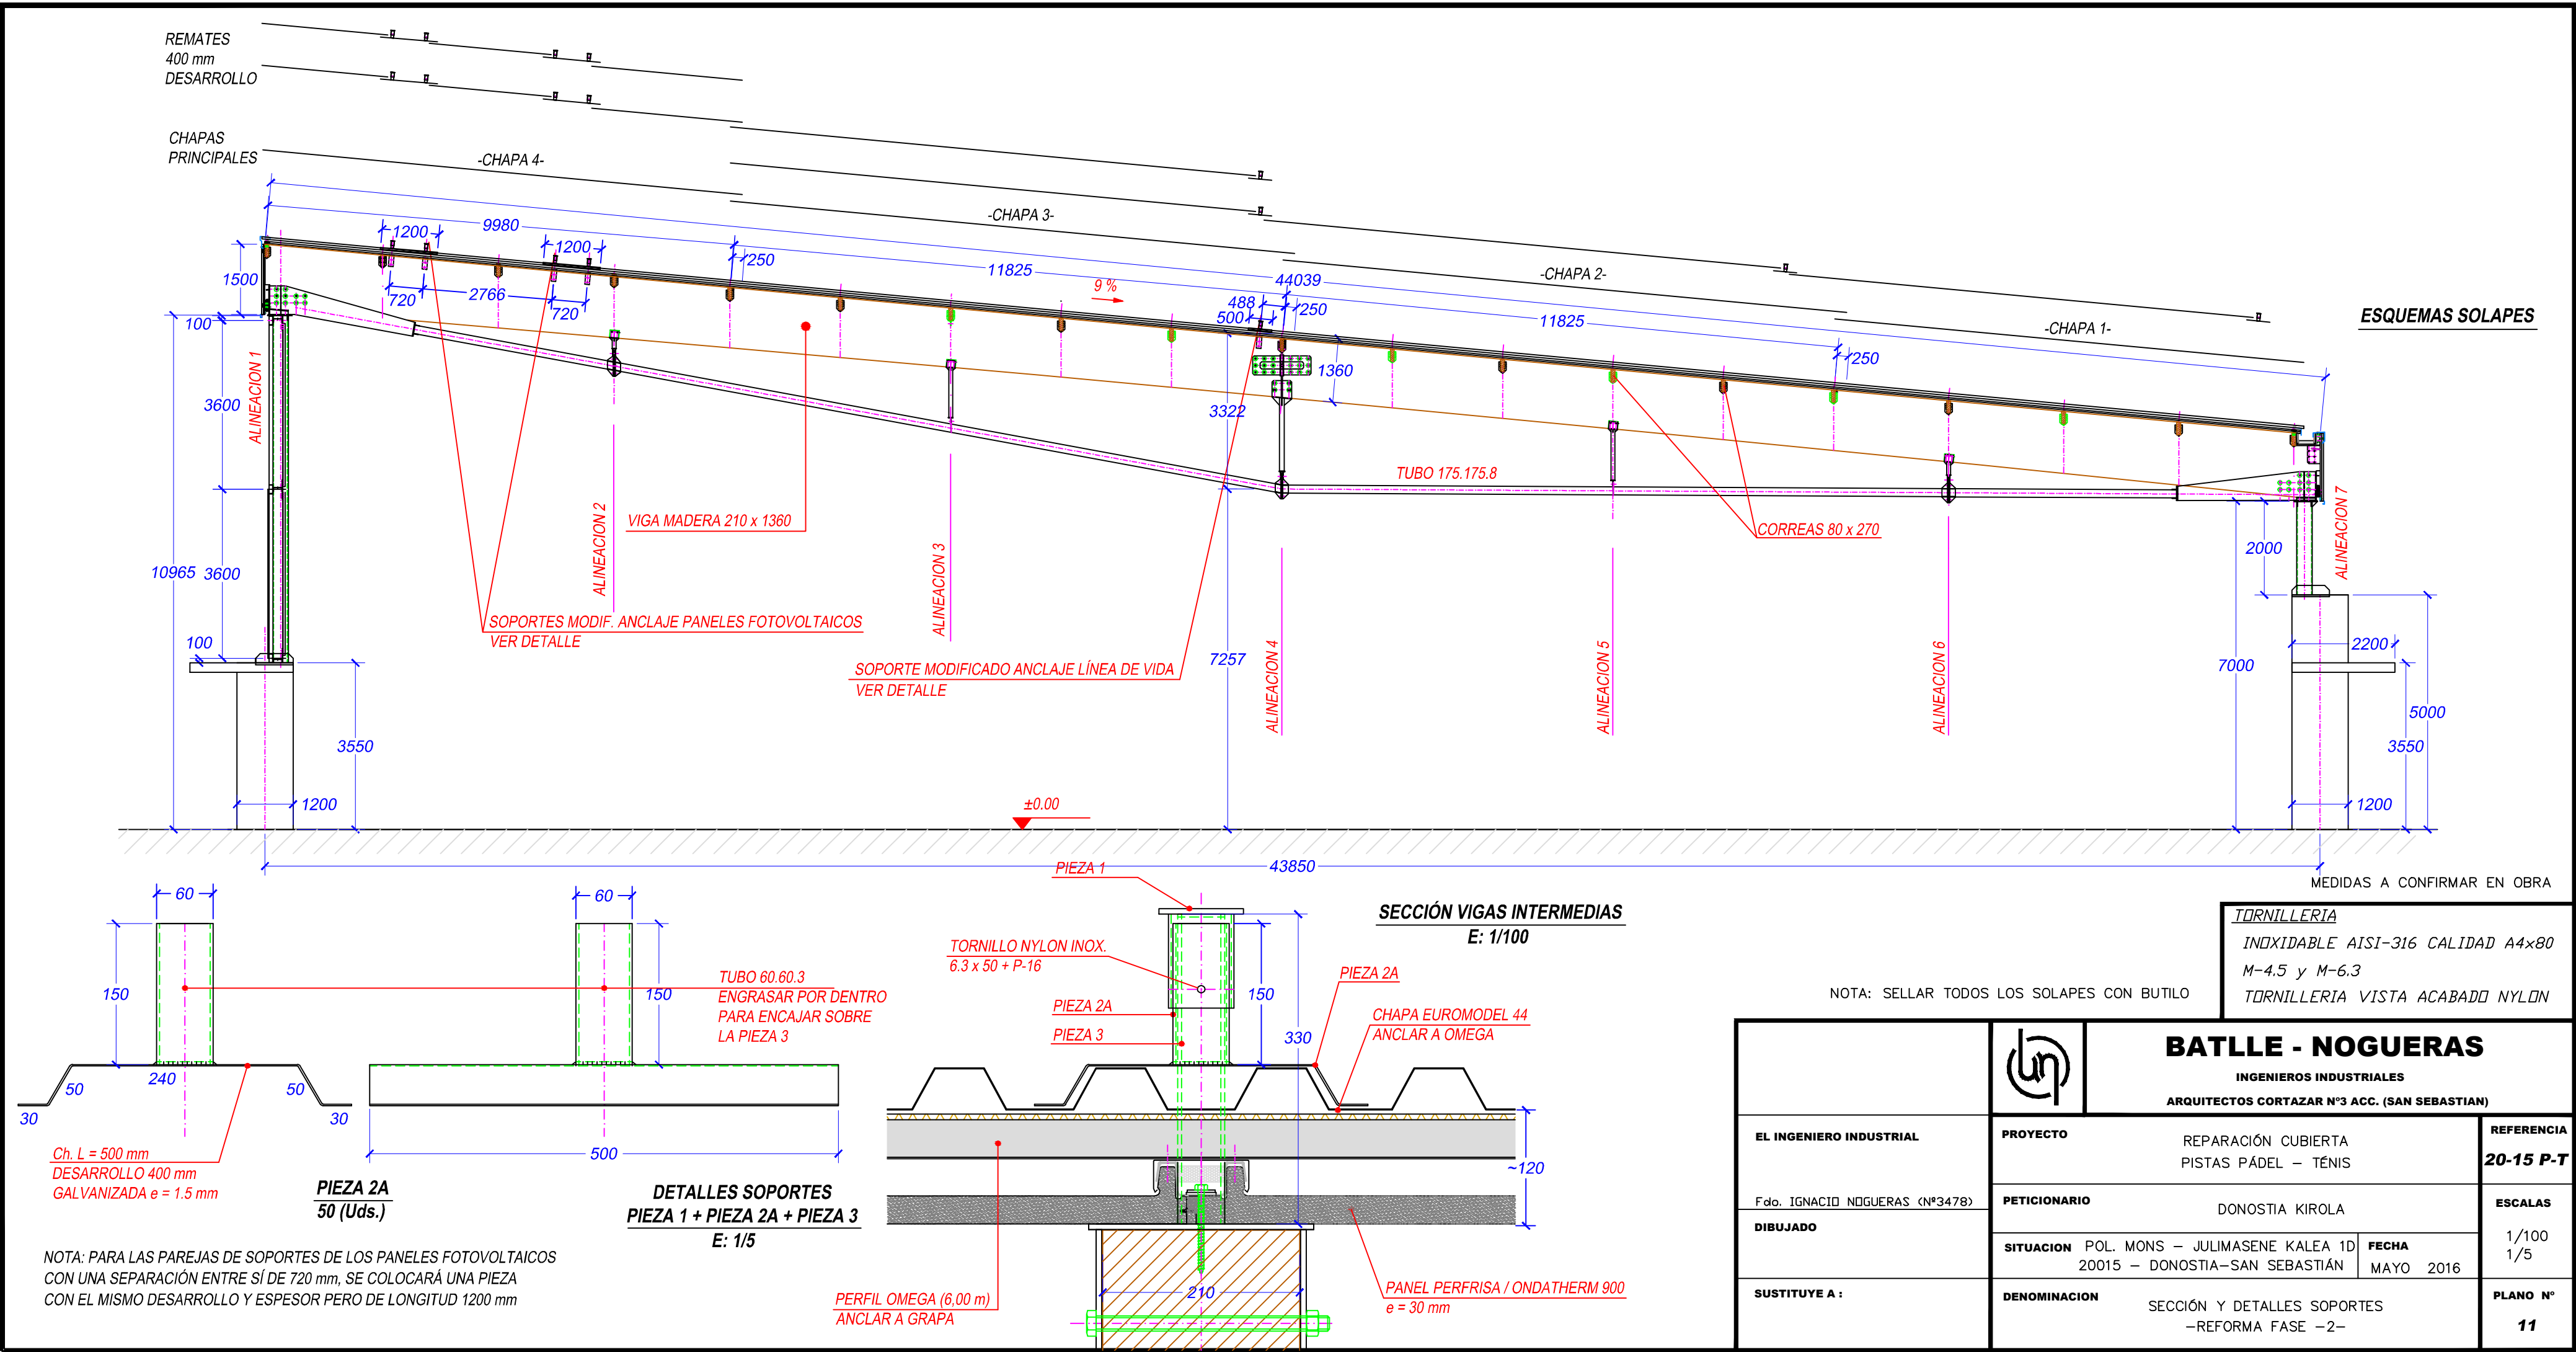 REMATES
400 mm
DESARROLLO
CHAPAS
PRINCIPALES
-CHAPA 4-
-CHAPA 3-
-CHAPA 2-
-CHAPA 1-
ESQUEMAS SOLAPES
9980
1200
1200
250
11825
44039
9 %
488
500
250
11825
250
1500
720
2766
720
100
3600
ALINEACION 1
10965
3600
100
3550
1200
ALINEACION 2
VIGA MADERA 210 x 1360
ALINEACION 3
SOPORTES MODIF. ANCLAJE PANELES FOTOVOLTAICOS
VER DETALLE
SOPORTE MODIFICADO ANCLAJE LÍNEA DE VIDA
VER DETALLE
1360
3322
7257
ALINEACION 4
TUBO 175.175.8
ALINEACION 5
CORREAS 80 x 270
ALINEACION 6
ALINEACION 7
2000
2200
7000
5000
3550
1200
±0.00
43850
MEDIDAS A CONFIRMAR EN OBRA
60
60
150
150
TUBO 60.60.3
ENGRASAR POR DENTRO
PARA ENCAJAR SOBRE
LA PIEZA 3
50
240
50
30
30
Ch. L = 500 mm
DESARROLLO 400 mm
GALVANIZADA e = 1.5 mm
500
PIEZA 2A
50 (Uds.)
DETALLES SOPORTES
PIEZA 1 + PIEZA 2A + PIEZA 3
E: 1/5
NOTA: PARA LAS PAREJAS DE SOPORTES DE LOS PANELES FOTOVOLTAICOS
CON UNA SEPARACIÓN ENTRE SÍ DE 720 mm, SE COLOCARÁ UNA PIEZA
CON EL MISMO DESARROLLO Y ESPESOR PERO DE LONGITUD 1200 mm
PIEZA 1
TORNILLO NYLON INOX.
6.3 x 50 + P-16
PIEZA 2A
PIEZA 3
SECCIÓN VIGAS INTERMEDIAS
E: 1/100
PIEZA 2A
150
330
CHAPA EUROMODEL 44
ANCLAR A OMEGA
~120
210
PERFIL OMEGA (6,00 m)
ANCLAR A GRAPA
PANEL PERFRISA / ONDATHERM 900
e = 30 mm
NOTA: SELLAR TODOS LOS SOLAPES CON BUTILO
TORNILLERIA
INOXIDABLE AISI-316 CALIDAD A4x80
M-4.5 y M-6.3
TORNILLERIA VISTA ACABADO NYLON
bn
BATLLE - NOGUERAS
INGENIEROS INDUSTRIALES
ARQUITECTOS CORTAZAR Nº3 ACC. (SAN SEBASTIAN)
EL INGENIERO INDUSTRIAL
Fdo. IGNACIO NOGUERAS (Nº3478)
DIBUJADO
SUSTITUYE A :
PROYECTO
REPARACIÓN CUBIERTA
PISTAS PÁDEL – TÉNIS
REFERENCIA
20-15 P-T
PETICIONARIO
DONOSTIA KIROLA
ESCALAS
1/100
1/5
SITUACION POL. MONS – JULIMASENE KALEA 1D
20015 – DONOSTIA–SAN SEBASTIÁN
FECHA
MAYO 2016
DENOMINACION
SECCIÓN Y DETALLES SOPORTES
–REFORMA FASE –2–
PLANO Nº
11